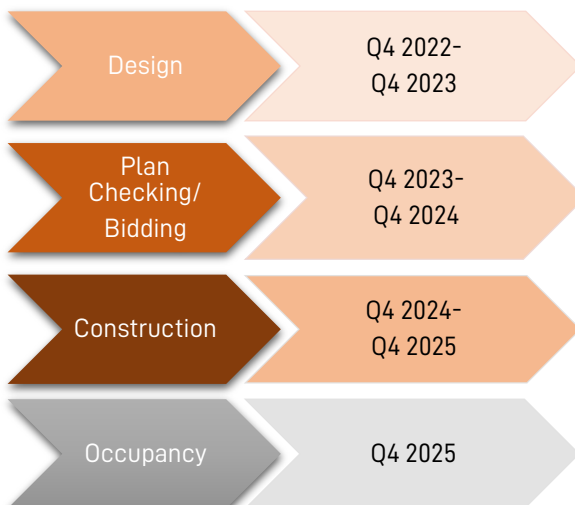 Design
Q4 2022-
Q4 2023
Plan
Checking/
Bidding
Q4 2023-
Q4 2024
Construction
Q4 2024-
Q4 2025
Occupancy
Q4 2025